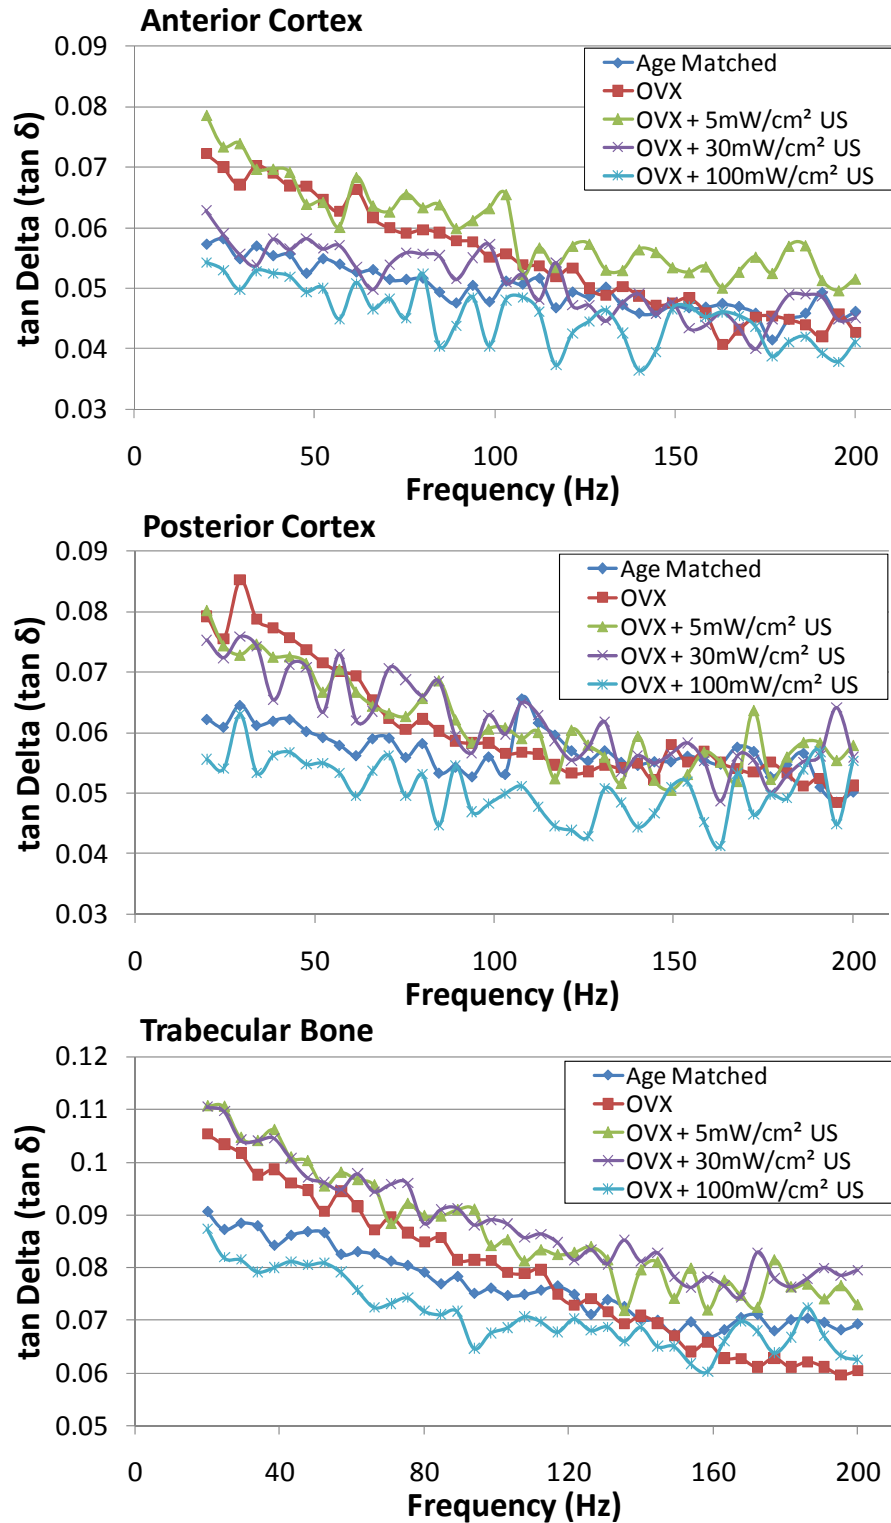 Anterior Cortex
tan Delta (tan δ)
0.09
0.08
0.07
0.06
0.05
0.04
0.03
Age Matched
OVX
OVX + 5mW/cm² US
OVX + 30mW/cm² US
OVX + 100mW/cm² US
0 50 100 150 200
Frequency (Hz)
Posterior Cortex
tan Delta (tan δ)
0.09
0.08
0.07
0.06
0.05
0.04
0.03
Age Matched
OVX
OVX + 5mW/cm² US
OVX + 30mW/cm² US
OVX + 100mW/cm² US
0 50 100 150 200
Frequency (Hz)
Trabecular Bone
tan Delta (tan δ)
0.12
0.11
0.1
0.09
0.08
0.07
0.06
0.05
Age Matched
OVX
OVX + 5mW/cm² US
OVX + 30mW/cm² US
OVX + 100mW/cm² US
0 40 80 120 160 200
Frequency (Hz)